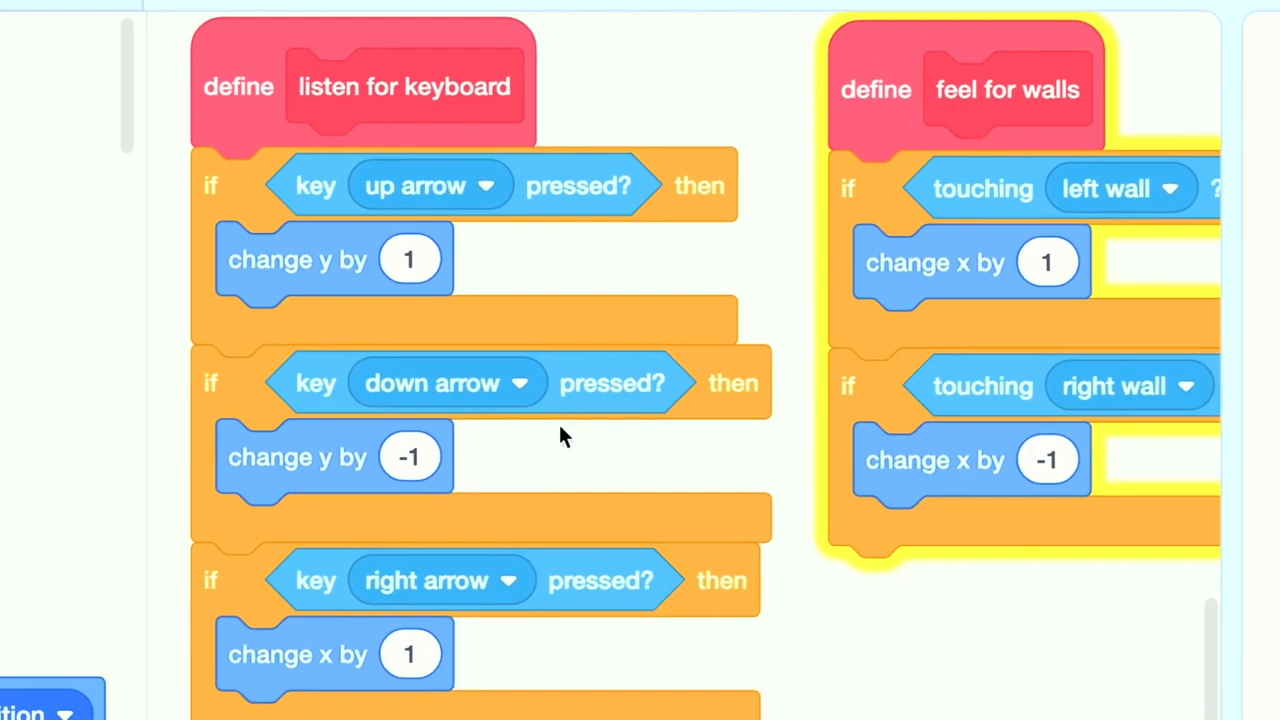 define listen for keyboard
if key up arrow pressed? then
change y by 1
if key down arrow pressed? then
change y by -1
if key right arrow pressed? then
change x by 1
define feel for walls
if touching left wall ?
change x by 1
if touching right wall
change x by -1